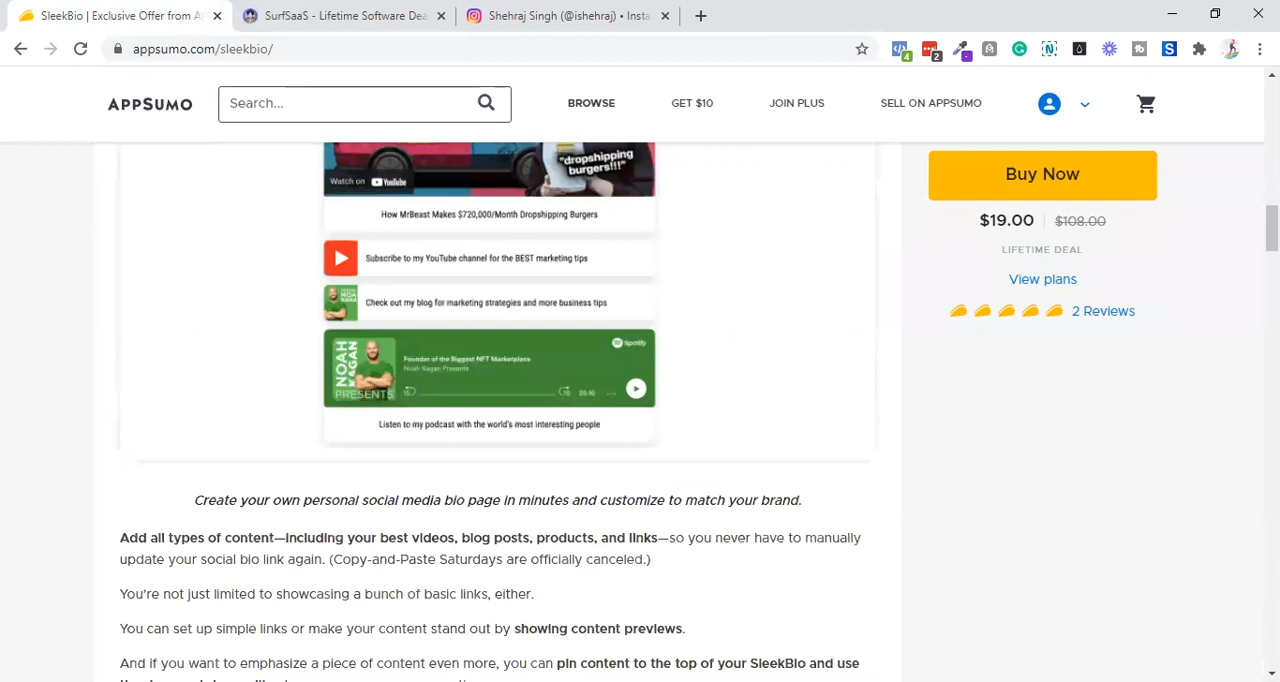 SleekBio | Exclusive Offer from A
SurfSaaS - Lifetime Software Dea
Shehraj Singh (@ishehraj) • Insta
appsumo.com/sleekbio/
4
2
APPSUMO
Search...
BROWSE
GET $10
JOIN PLUS
SELL ON APPSUMO
"dropshipping
burgers!!!"
Watch on YouTube
How MrBeast Makes $720,000/Month Dropshipping Burgers
Subscribe to my YouTube channel for the BEST marketing tips
Check out my blog for marketing strategies and more business tips
NOAH
KAGAN
PRESENTS
Founder of the Biggest NFT Marketplace
Noah Kagan Presents
Spotify
15
15
Listen to my podcast with the world's most interesting people
Buy Now
$19.00
$108.00
LIFETIME DEAL
View plans
2 Reviews
Create your own personal social media bio page in minutes and customize to match your brand.
Add all types of content—including your best videos, blog posts, products, and links—so you never have to manually
update your social bio link again. (Copy-and-Paste Saturdays are officially canceled.)
You're not just limited to showcasing a bunch of basic links, either.
You can set up simple links or make your content stand out by showing content previews.
And if you want to emphasize a piece of content even more, you can pin content to the top of your SleekBio and use